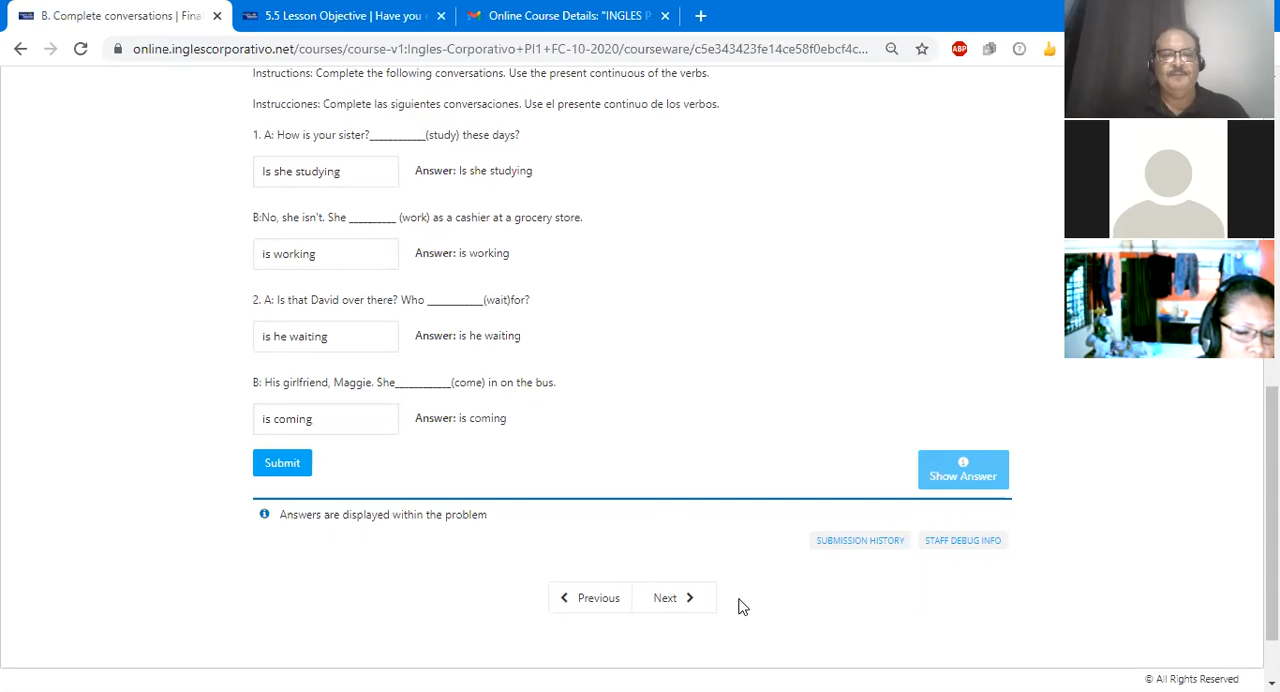 B. Complete conversations | Fina
5.5 Lesson Objective | Have you
Online Course Details: "INGLES P
online.inglescorporativo.net/courses/course-v1:Ingles-Corporativo+PI1+FC-10-2020/courseware/c5e343423fe14ce58f0ebcf4c...
ABP
Instructions: Complete the following conversations. Use the present continuous of the verbs.
Instrucciones: Complete las siguientes conversaciones. Use el presente continuo de los verbos.
1. A: How is your sister?____________(study) these days?
Is she studying
Answer: Is she studying
B:No, she isn't. She __________ (work) as a cashier at a grocery store.
is working
Answer: is working
2. A: Is that David over there? Who ____________(wait)for?
is he waiting
Answer: is he waiting
B: His girlfriend, Maggie. She____________(come) in on the bus.
is coming
Answer: is coming
Submit
Show Answer
Answers are displayed within the problem
SUBMISSION HISTORY
STAFF DEBUG INFO
Previous
Next
© All Rights Reserved